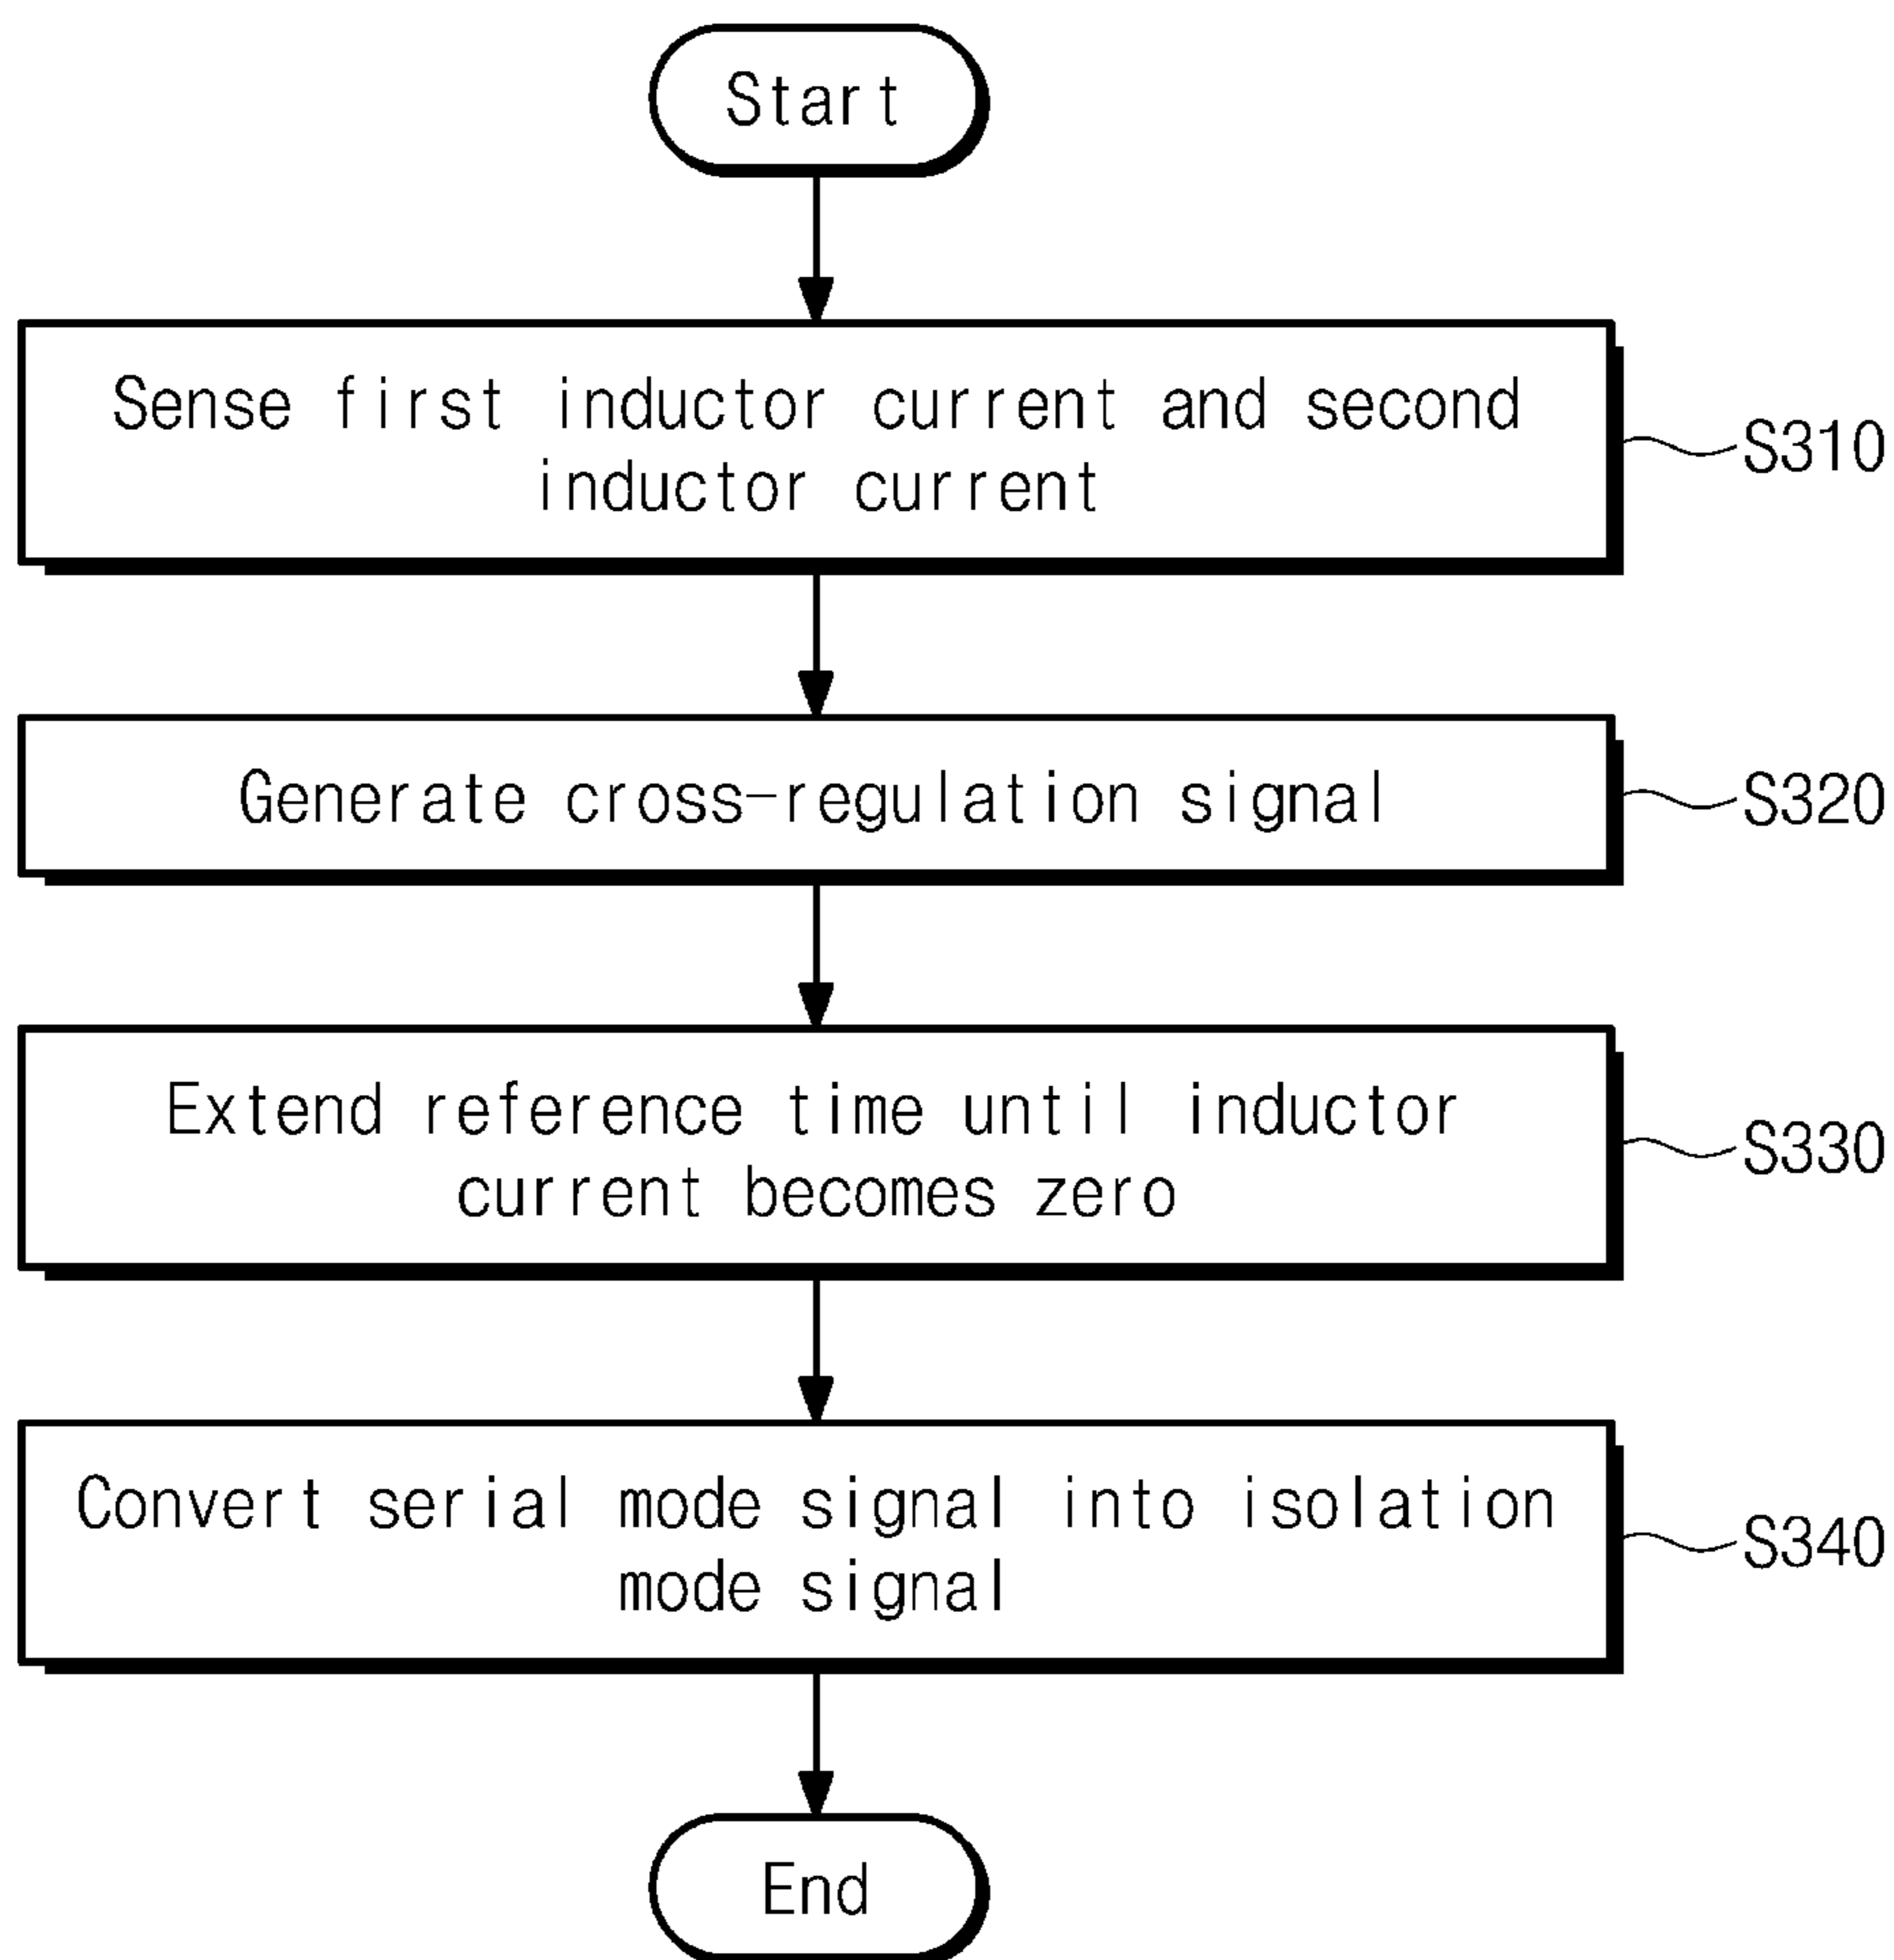 Start
Sense first inductor current and second
inductor current
S310
Generate cross-regulation signal
S320
Extend reference time until inductor
current becomes zero
S330
Convert serial mode signal into isolation
mode signal
S340
End